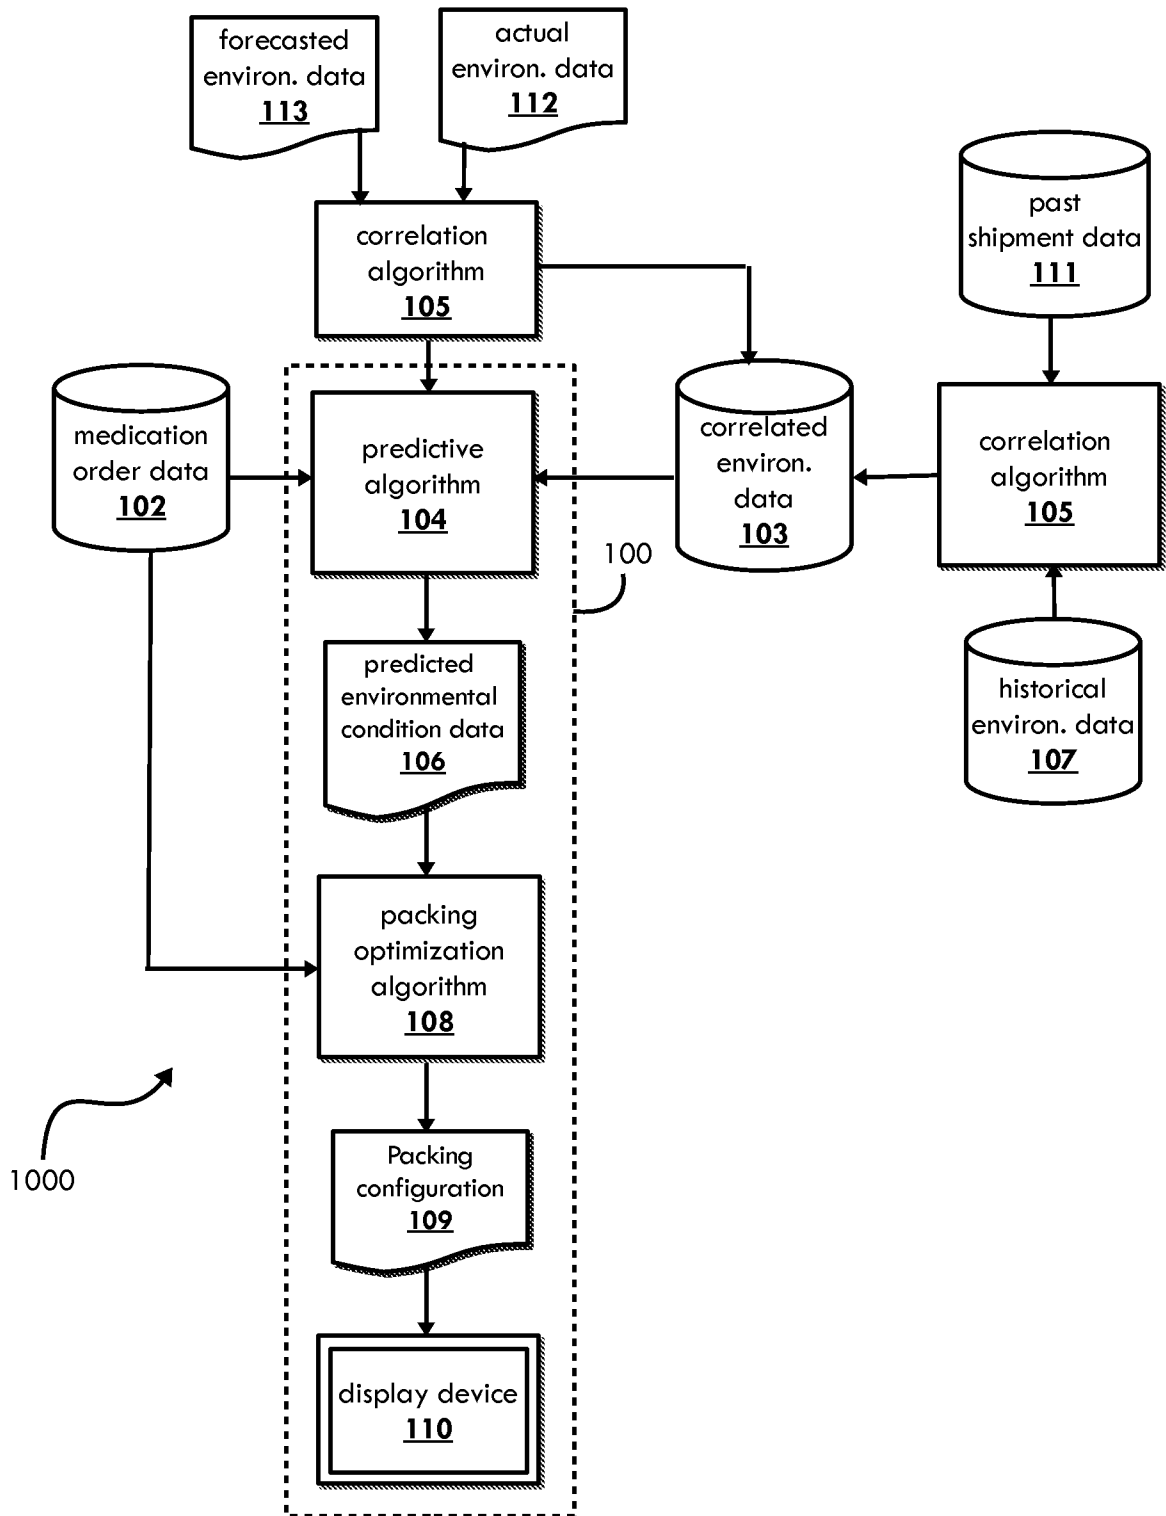 forecasted
environ. data
113
actual
environ. data
112
correlation
algorithm
105
past
shipment data
111
medication
order data
102
predictive
algorithm
104
correlated
environ.
data
103
correlation
algorithm
105
100
predicted
environmental
condition data
106
historical
environ. data
107
packing
optimization
algorithm
108
1000
Packing
configuration
109
display device
110